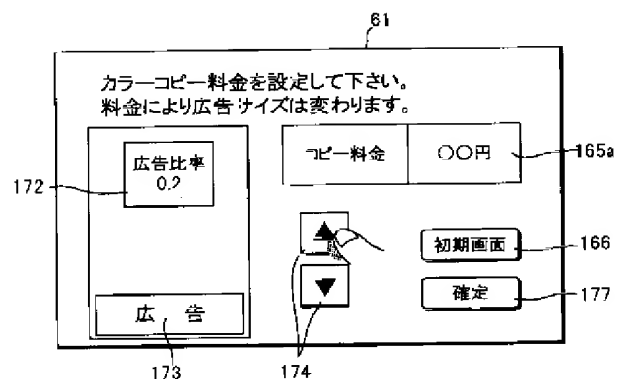 61
カラーコピー料金を設定して下さい。
料金により広告サイズは変わります。
広告比率
0.2
172
コピー料金
〇〇円
165a
初期画面
166
確定
177
広 告
173
174